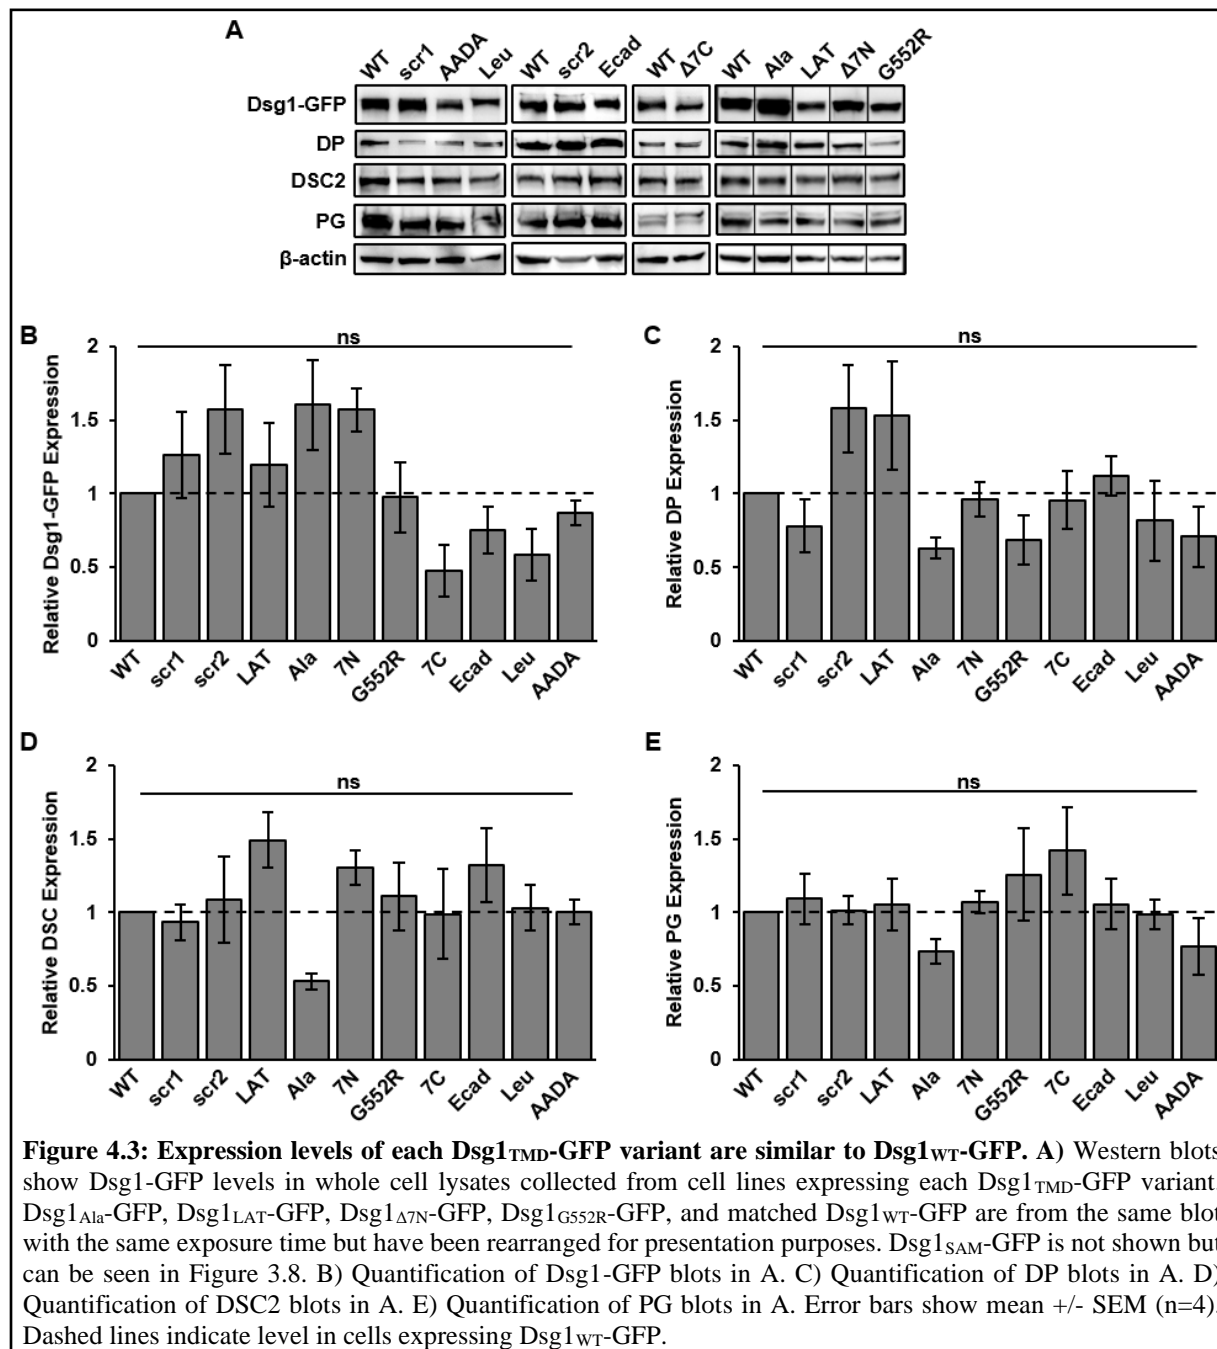 A
WT scr1 AADA Leu WT scr2 Ecad WT Δ7C WT Ala LAT Δ7N G552R
Dsg1-GFP
DP
DSC2
PG
β-actin
B
ns
2
1.5
1
0.5
0
Relative Dsg1-GFP Expression
WT scr1 scr2 LAT Ala 7N G552R 7C Ecad Leu AADA
C
ns
2
1.5
1
0.5
0
Relative DP Expression
WT scr1 scr2 LAT Ala 7N G552R 7C Ecad Leu AADA
D
ns
2
1.5
1
0.5
0
Relative DSC Expression
WT scr1 scr2 LAT Ala 7N G552R 7C Ecad Leu AADA
E
ns
2
1.5
1
0.5
0
Relative PG Expression
WT scr1 scr2 LAT Ala 7N G552R 7C Ecad Leu AADA
Figure 4.3: Expression levels of each Dsg1TMD-GFP variant are similar to Dsg1WT-GFP. A) Western blots
show Dsg1-GFP levels in whole cell lysates collected from cell lines expressing each Dsg1TMD-GFP variant.
Dsg1Ala-GFP, Dsg1LAT-GFP, Dsg1Δ7N-GFP, Dsg1G552R-GFP, and matched Dsg1WT-GFP are from the same blot
with the same exposure time but have been rearranged for presentation purposes. Dsg1SAM-GFP is not shown but
can be seen in Figure 3.8. B) Quantification of Dsg1-GFP blots in A. C) Quantification of DP blots in A. D)
Quantification of DSC2 blots in A. E) Quantification of PG blots in A. Error bars show mean +/- SEM (n=4).
Dashed lines indicate level in cells expressing Dsg1WT-GFP.